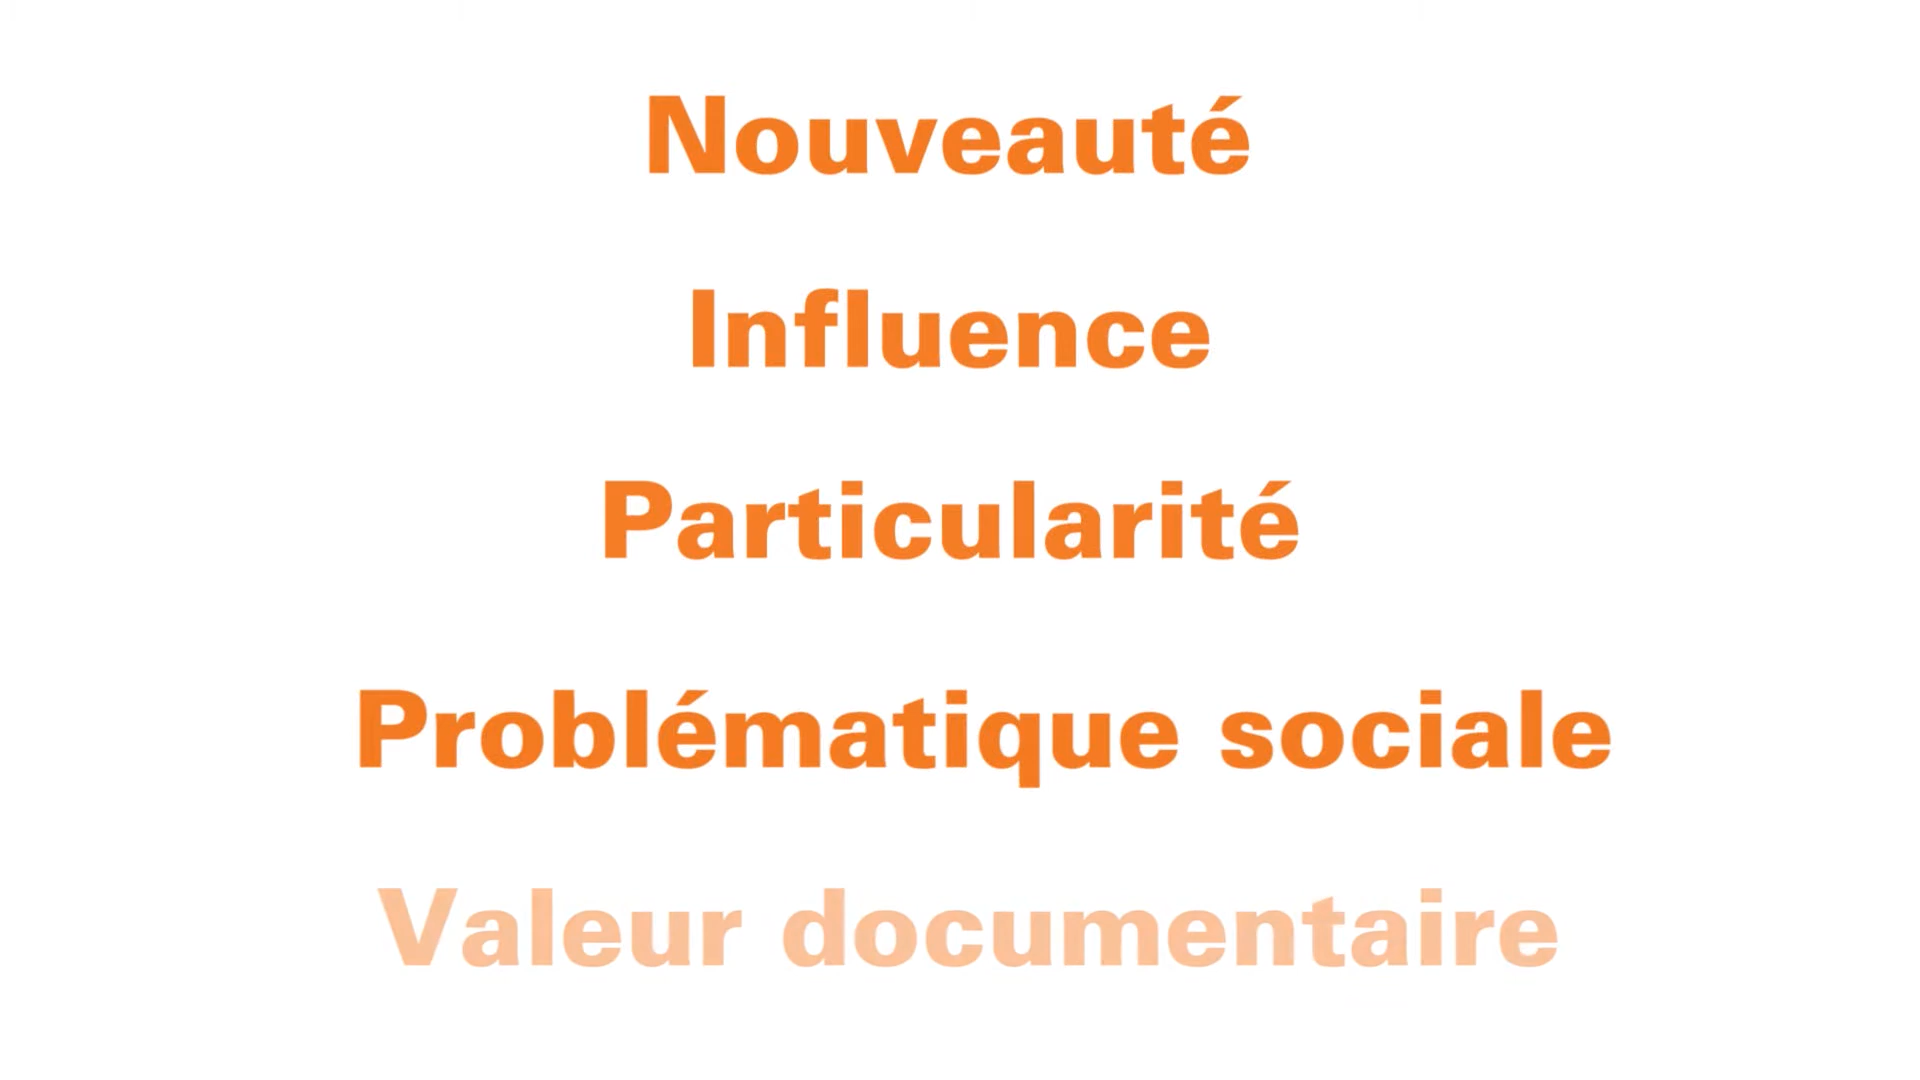 Nouveauté
Influence
Particularité
Problématique sociale
Valeur documentaire